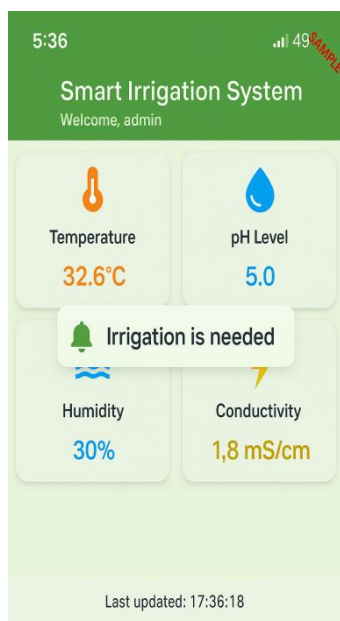 5:36 49
SAMPLE
Smart Irrigation System
Welcome, admin
Temperature
32.6°C
pH Level
5.0
Irrigation is needed
Humidity
30%
Conductivity
1,8 mS/cm
Last updated: 17:36:18